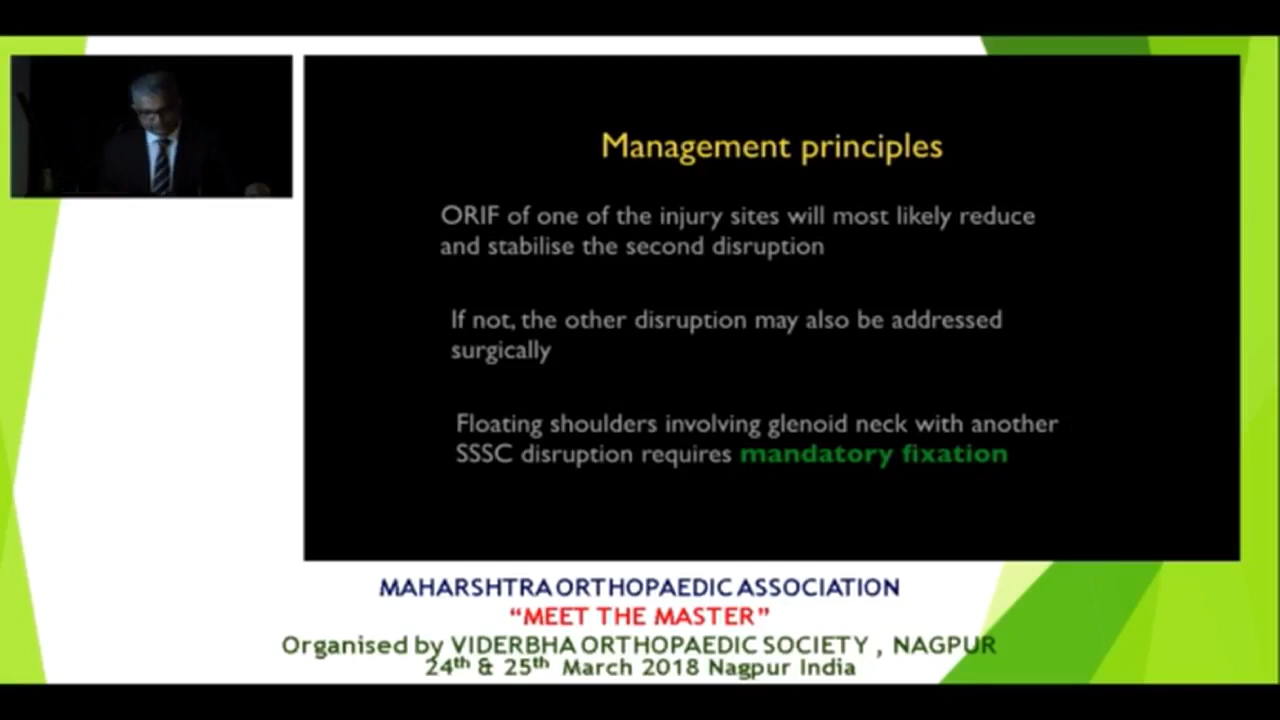 Management principles
ORIF of one of the injury sites will most likely reduce
and stabilise the second disruption
If not, the other disruption may also be addressed
surgically
Floating shoulders involving glenoid neck with another
SSSC disruption requires mandatory fixation
MAHARSHTRA ORTHOPAEDIC ASSOCIATION
“MEET THE MASTER”
Organised by VIDERBHA ORTHOPAEDIC SOCIETY , NAGPUR
24th & 25th March 2018 Nagpur India